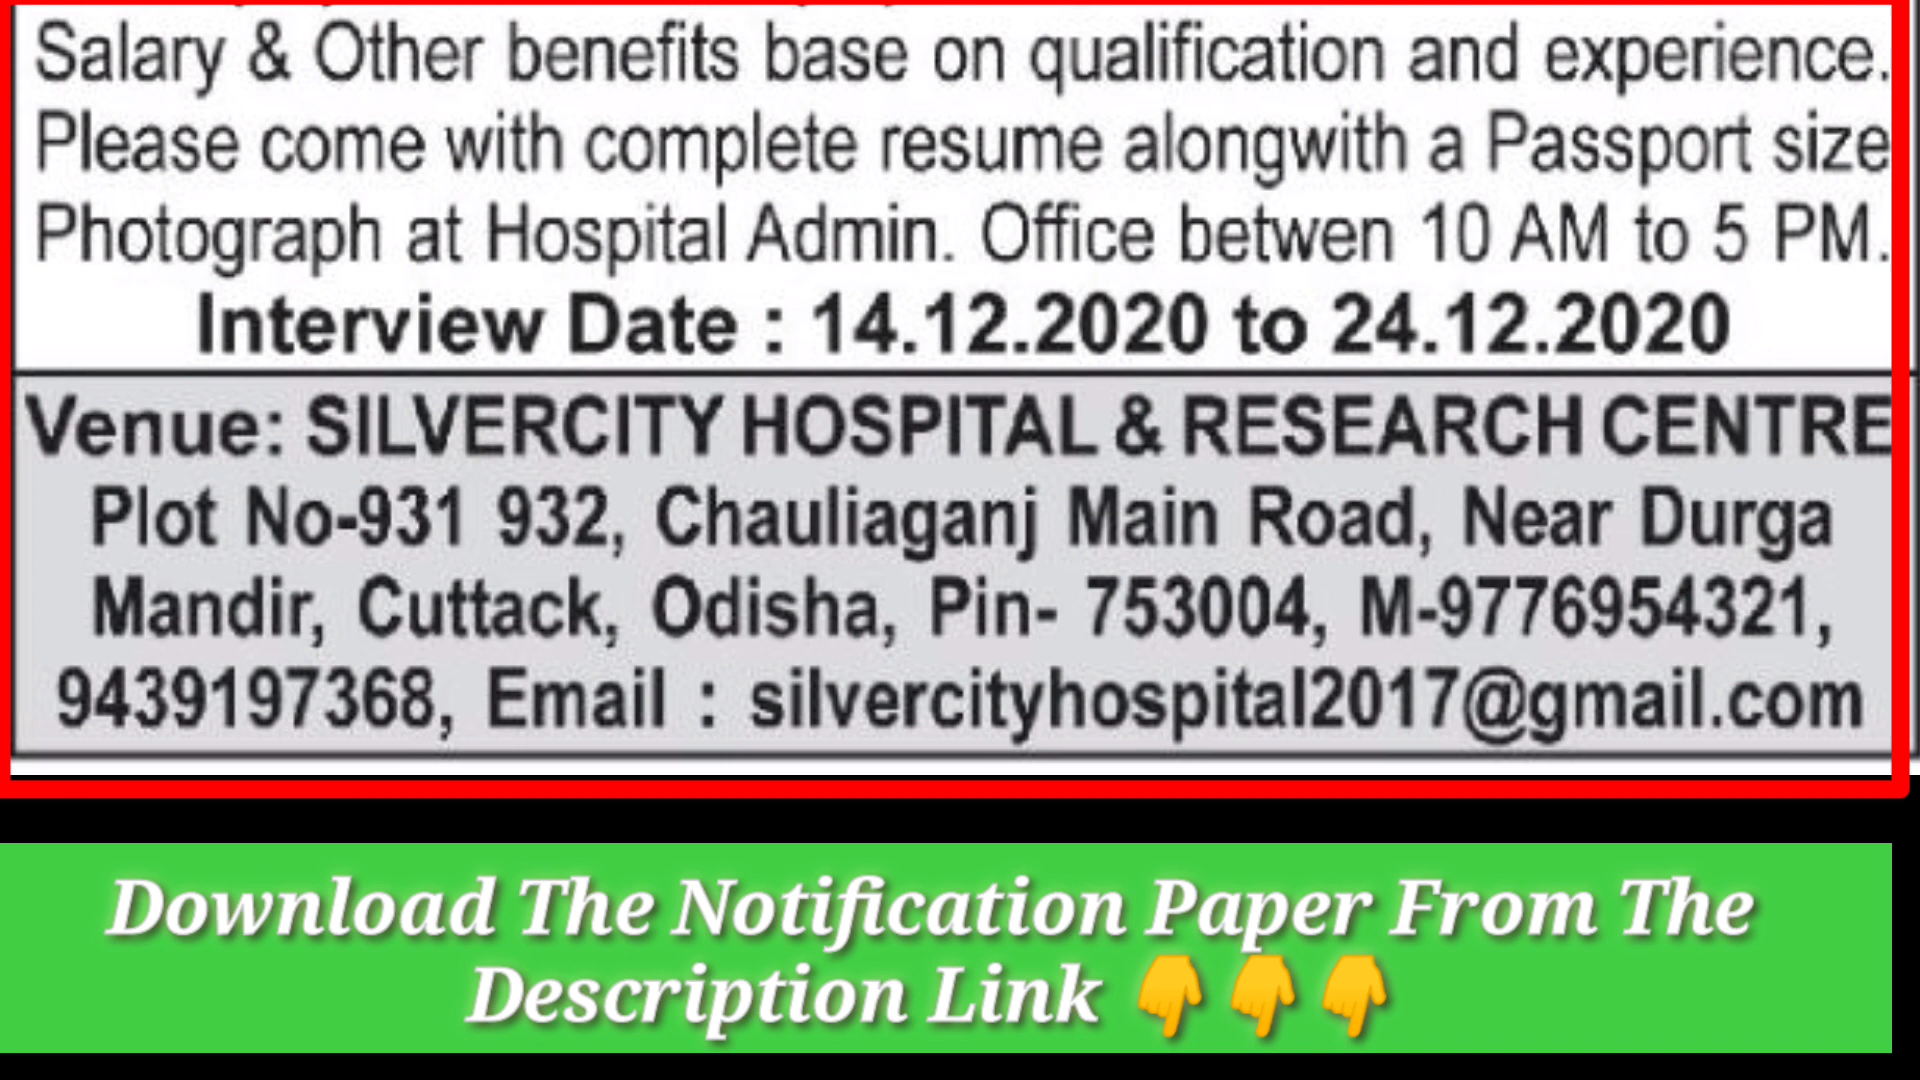 Salary & Other benefits base on qualification and experience.
Please come with complete resume alongwith a Passport size
Photograph at Hospital Admin. Office betwen 10 AM to 5 PM.
Interview Date : 14.12.2020 to 24.12.2020
Venue: SILVERCITY HOSPITAL & RESEARCH CENTRE
Plot No-931 932, Chauliaganj Main Road, Near Durga
Mandir, Cuttack, Odisha, Pin- 753004, M-9776954321,
9439197368, Email : silvercityhospital2017@gmail.com
Download The Notification Paper From The
Description Link 👇👇👇